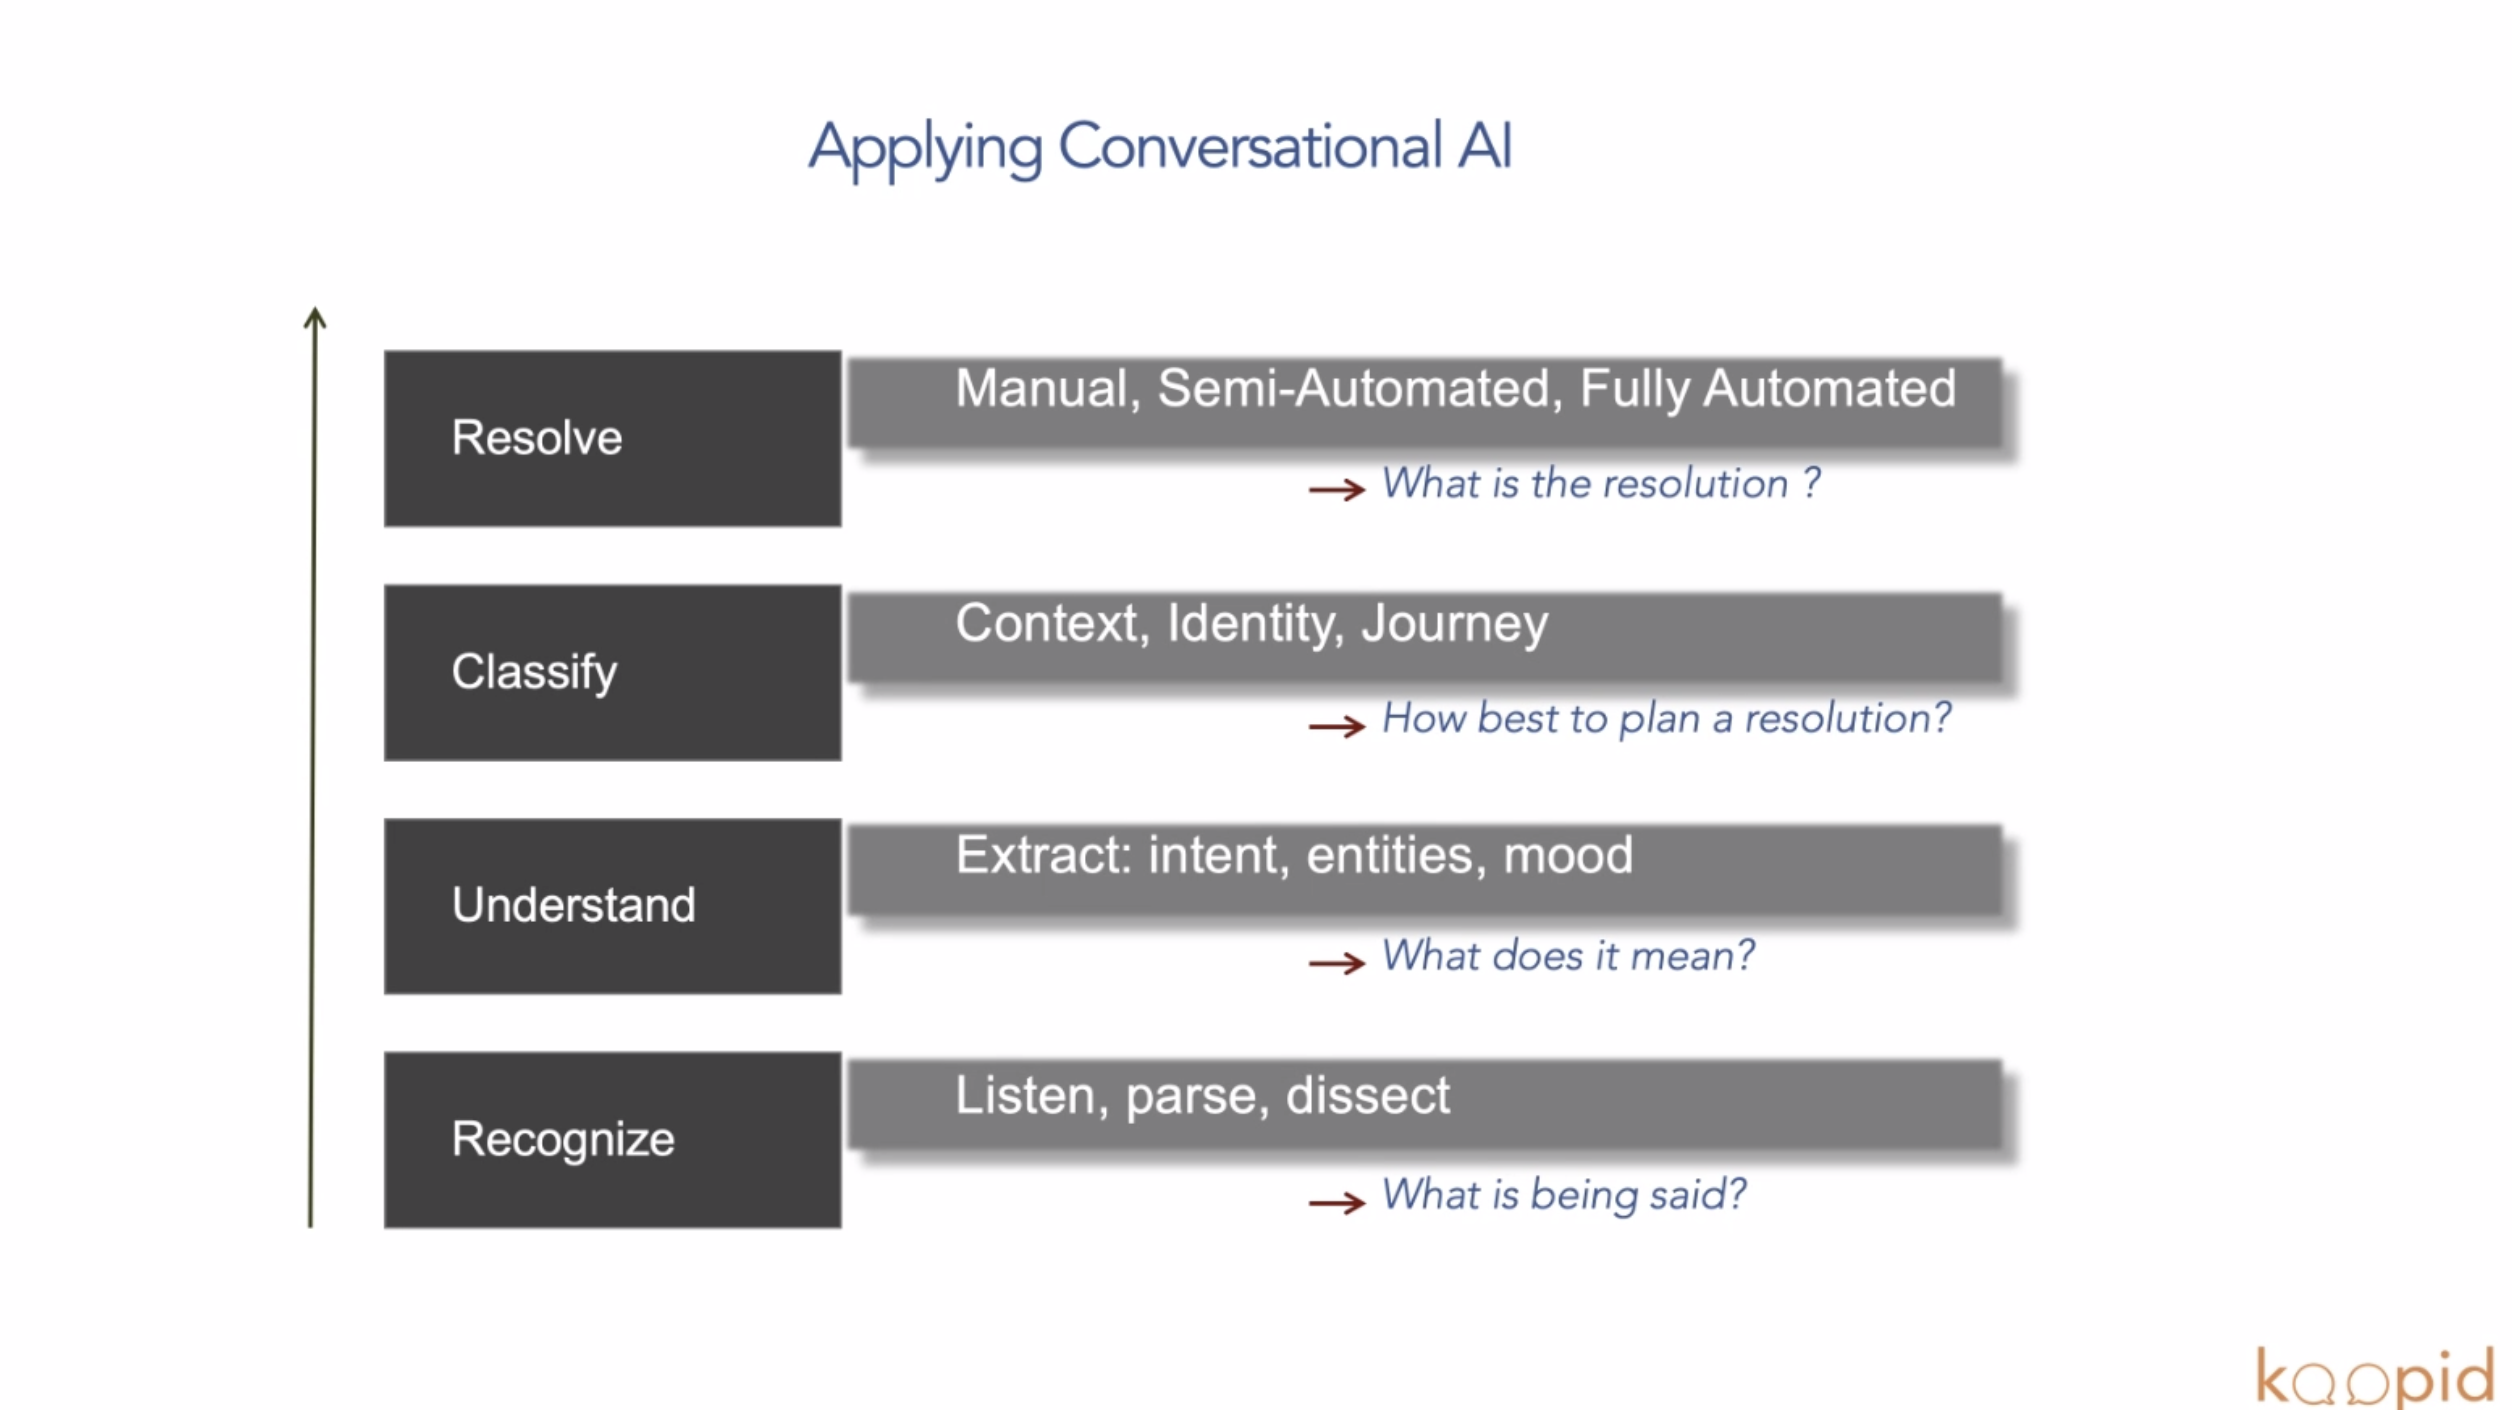 Applying Conversational AI
Resolve
Manual, Semi-Automated, Fully Automated
What is the resolution ?
Classify
Context, Identity, Journey
How best to plan a resolution?
Understand
Extract: intent, entities, mood
What does it mean?
Recognize
Listen, parse, dissect
What is being said?
koopid